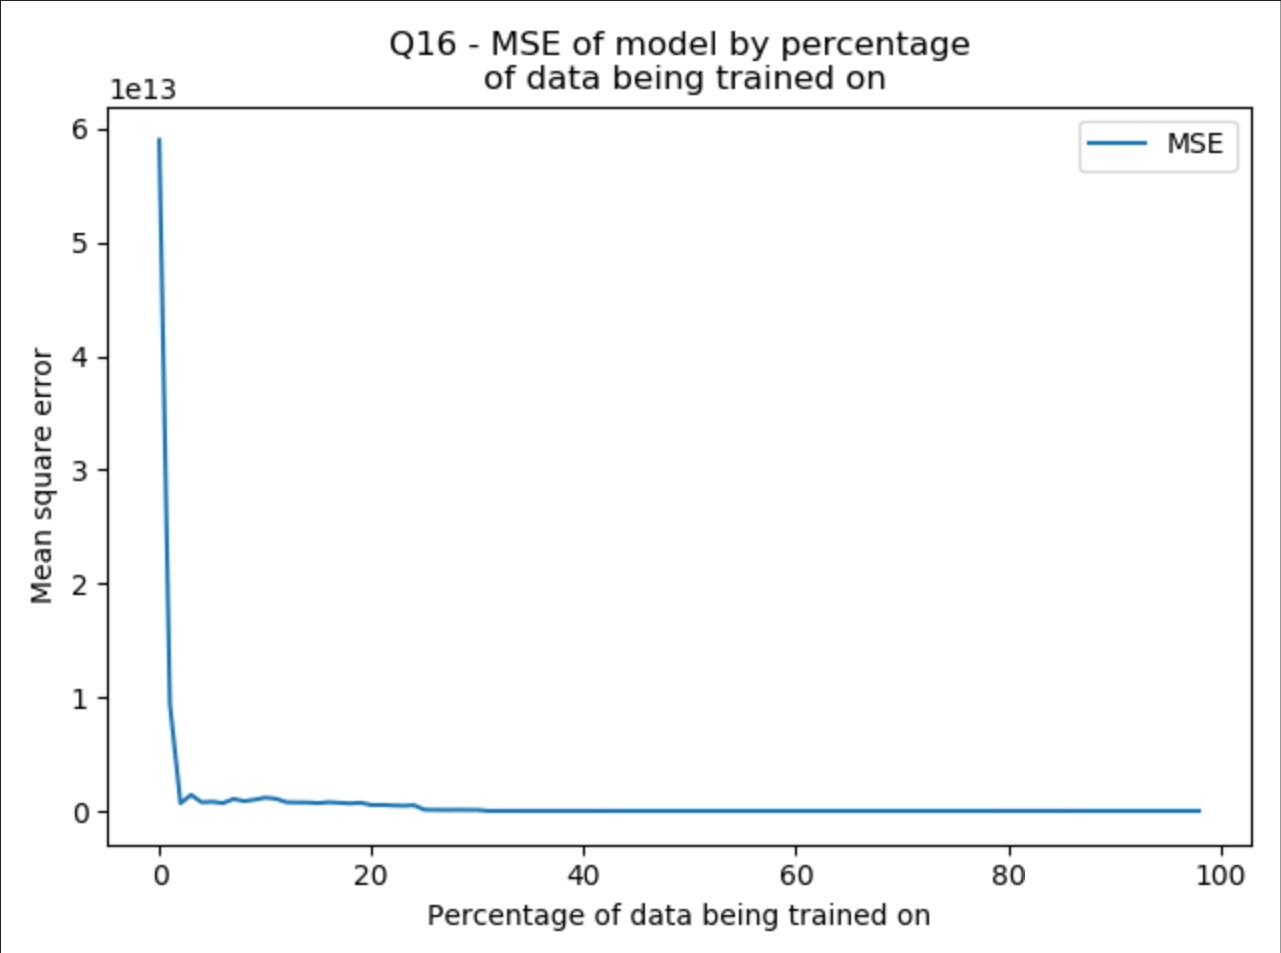 Q16 - MSE of model by percentage
of data being trained on
1e13
MSE
6
5
4
3
2
1
0
Mean square error
0 20 40 60 80 100
Percentage of data being trained on